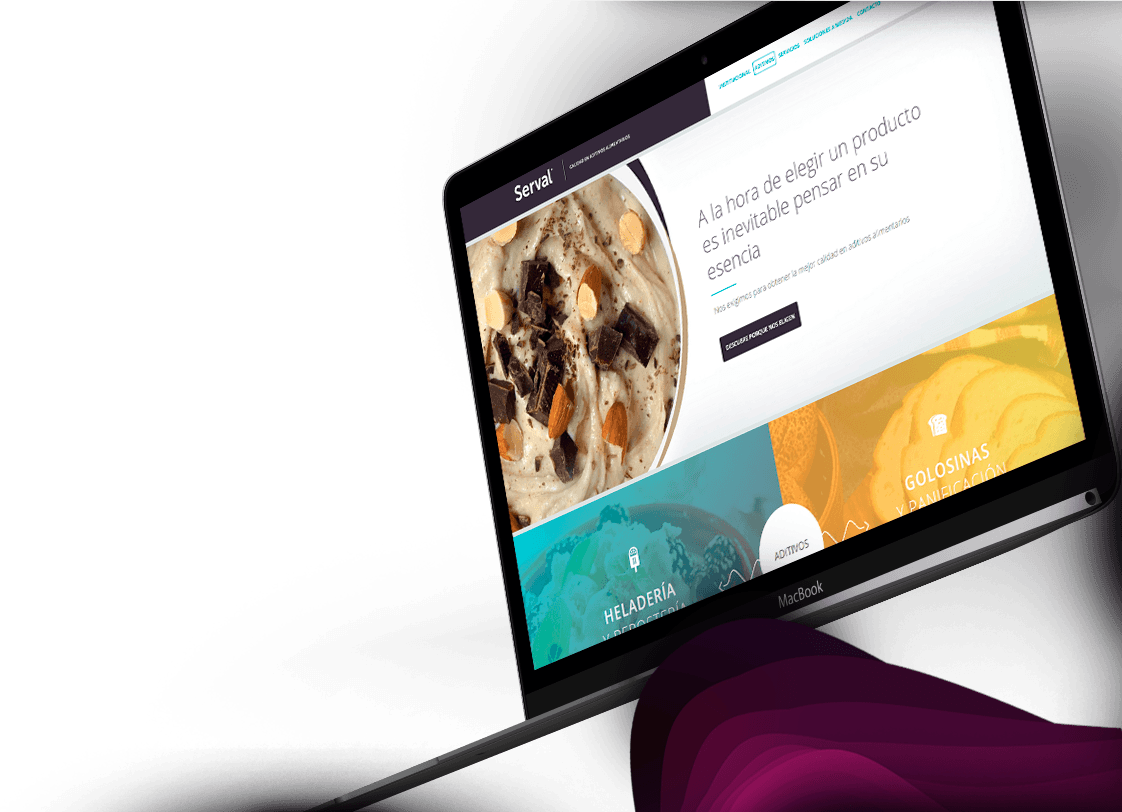 INSTITUCIONAL ADITIVOS SERVICIOS SOLUCIONES A MEDIDA CONTACTO
Serval CALIDAD EN ADITIVOS ALIMENTARIOS
A la hora de elegir un producto
es inevitable pensar en su
esencia
Nos exigimos para obtener la mejor calidad en aditivos alimentarios
DESCUBRE PORQUE NOS ELIGEN
GOLOSINAS
Y PANIFICACIÓN
ADITIVOS
HELADERÍA
Y REPOSTERÍA
MacBook